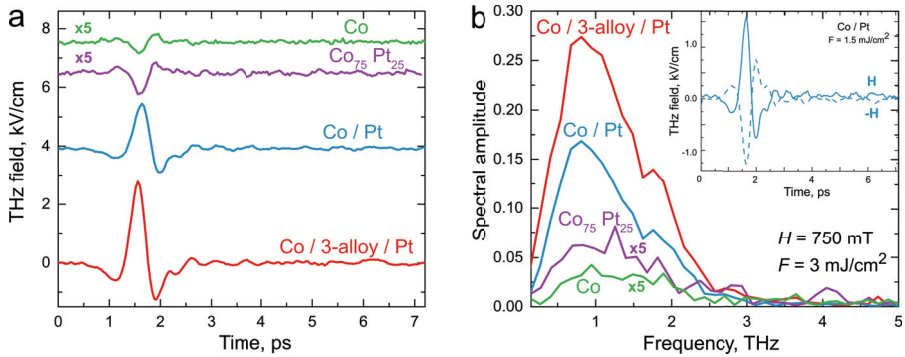 a
8
6
4
2
0
THz field, kV/cm
x5
Co
x5
Co75 Pt25
Co / Pt
Co / 3-alloy / Pt
0 1 2 3 4 5 6 7
Time, ps
b
0.30
0.25
0.20
0.15
0.10
0.05
0.00
Spectral amplitude
Co / 3-alloy / Pt
Co / Pt
Co75 Pt25
x5
Co
x5
H = 750 mT
F = 3 mJ/cm2
1 2 3 4 5
Frequency, THz
Co / Pt
F = 1.5 mJ/cm2
1.0
0.0
-1.0
THz field, kV/cm
H
-H
0 2 4 6
Time, ps